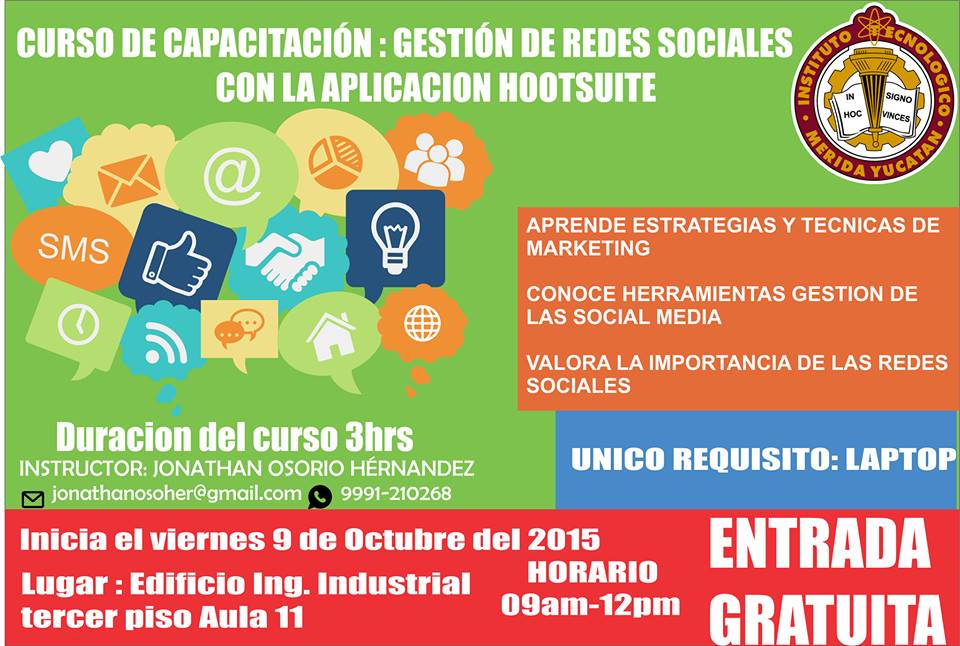 CURSO DE CAPACITACIÓN : GESTIÓN DE REDES SOCIALES
CON LA APLICACION HOOTSUITE
INSTITUTO TECNOLOGICO
MERIDA YUCATAN
IN
HOC
SIGNO
VINCES
@
SMS
APRENDE ESTRATEGIAS Y TECNICAS DE
MARKETING
CONOCE HERRAMIENTAS GESTION DE
LAS SOCIAL MEDIA
VALORA LA IMPORTANCIA DE LAS REDES
SOCIALES
Duracion del curso 3hrs
INSTRUCTOR: JONATHAN OSORIO HÉRNANDEZ
jonathanosoher@gmail.com 9991-210268
UNICO REQUISITO: LAPTOP
Inicia el viernes 9 de Octubre del 2015
Lugar : Edificio Ing. Industrial
tercer piso Aula 11
HORARIO
09am-12pm
ENTRADA
GRATUITA